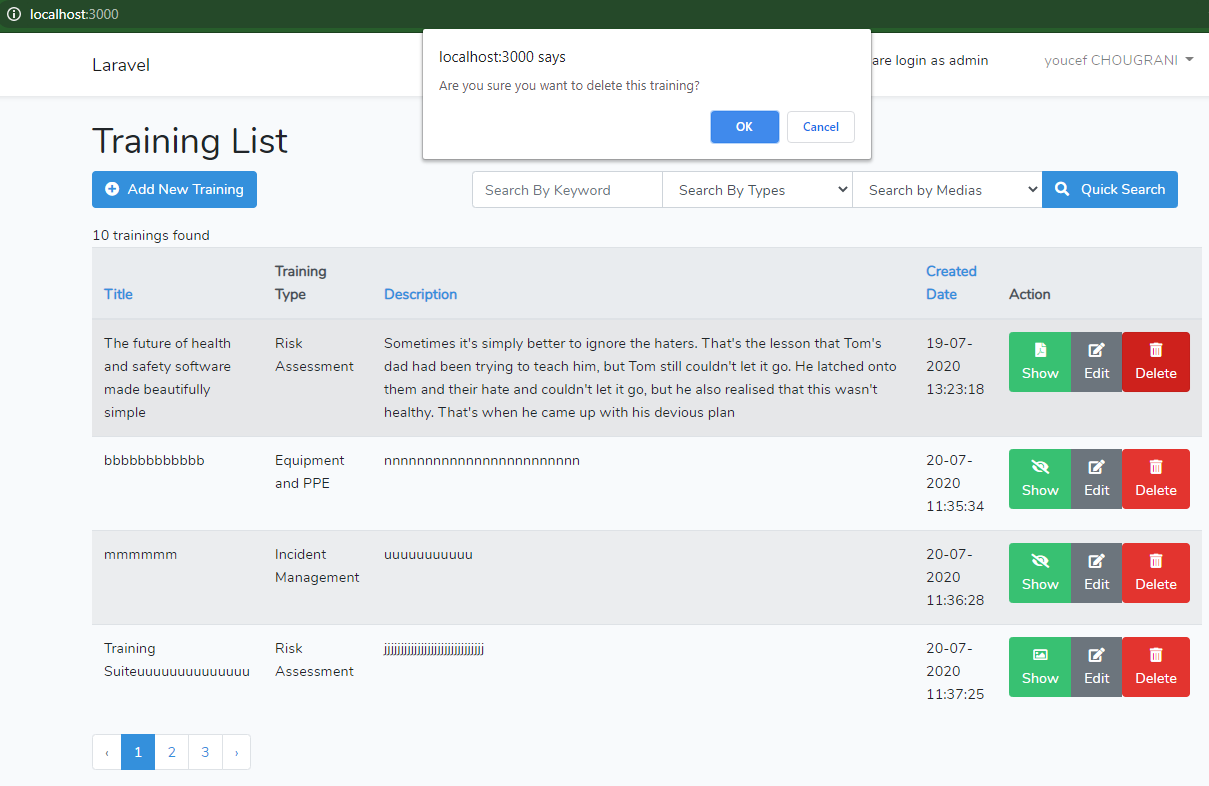 localhost:3000
Laravel
are login as admin
youcef CHOUGRANI
localhost:3000 says
Are you sure you want to delete this training?
OK
Cancel
Training List
Add New Training
Search By Keyword
Search By Types
Search by Medias
Quick Search
10 trainings found
Title
Training
Type
Description
Created
Date
Action
The future of health
and safety software
made beautifully
simple
Risk
Assessment
Sometimes it's simply better to ignore the haters. That's the lesson that Tom's
dad had been trying to teach him, but Tom still couldn't let it go. He latched onto
them and their hate and couldn't let it go, but he also realised that this wasn't
healthy. That's when he came up with his devious plan
19-07-
2020
13:23:18
Show
Edit
Delete
bbbbbbbbbbbb
Equipment
and PPE
nnnnnnnnnnnnnnnnnnnnnnnn
20-07-
2020
11:35:34
Show
Edit
Delete
mmmmmm
Incident
Management
uuuuuuuuuuu
20-07-
2020
11:36:28
Show
Edit
Delete
Training
Suiteuuuuuuuuuuuuuu
Risk
Assessment
jjjjjjjjjjjjjjjjjjjjjjjjjjjjjj
20-07-
2020
11:37:25
Show
Edit
Delete
‹ 1 2 3 ›